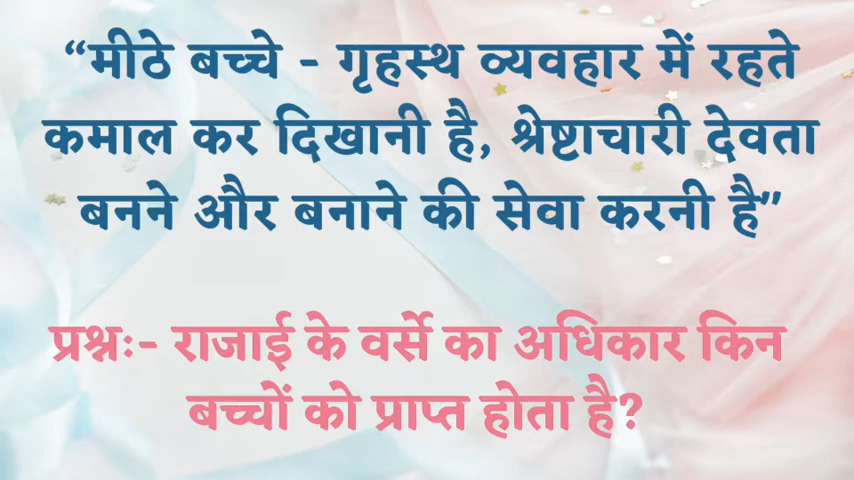 “मीठे बच्चे - गृहस्थ व्यवहार में रहते
कमाल कर दिखानी है, श्रेष्टाचारी देवता
बनने और बनाने की सेवा करनी है”
प्रश्नः- राजाई के वर्से का अधिकार किन
बच्चों को प्राप्त होता है?